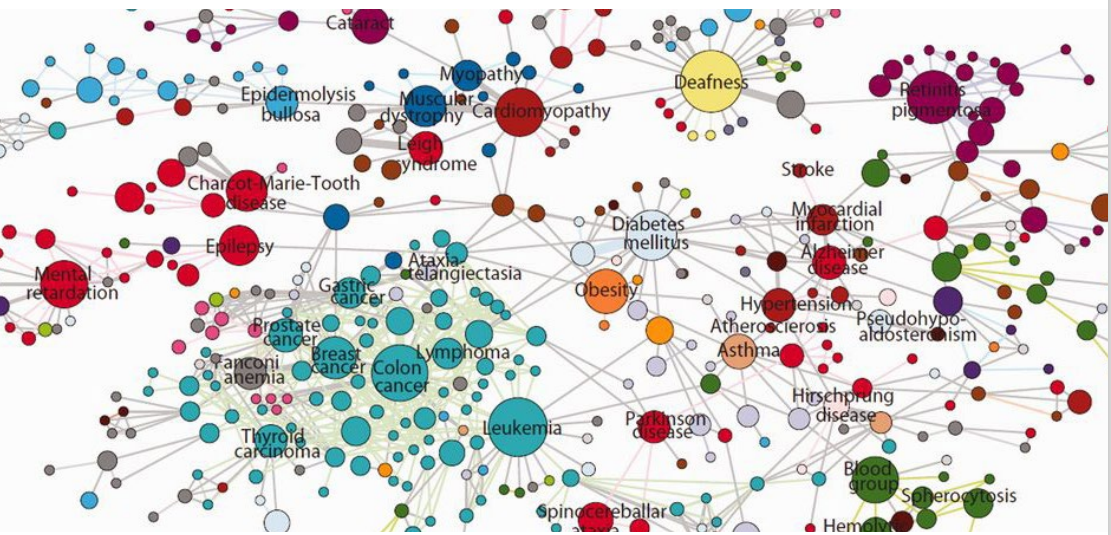 Cataract
Myopathy
Deafness
Epidermolysis
bullosa
Muscular
dystrophy
Cardiomyopathy
Retinitis
pigmentosa
Leigh
syndrome
Stroke
Charcot-Marie-Tooth
disease
Myocardial
infarction
Diabetes
mellitus
Epilepsy
Alzheimer
disease
Ataxia-
telangiectasia
Mental
retardation
Gastric
cancer
Obesity
Hypertension
Pseudohypo-
aldosteronism
Prostate
cancer
Atherosclerosis
Breast
cancer
Lymphoma
Asthma
Fanconi
anemia
Colon
cancer
Hirschprung
disease
Leukemia
Parkinson
disease
Thyroid
carcinoma
Blood
group
Spherocytosis
Spinocereballar
ataxia
Hemolytic